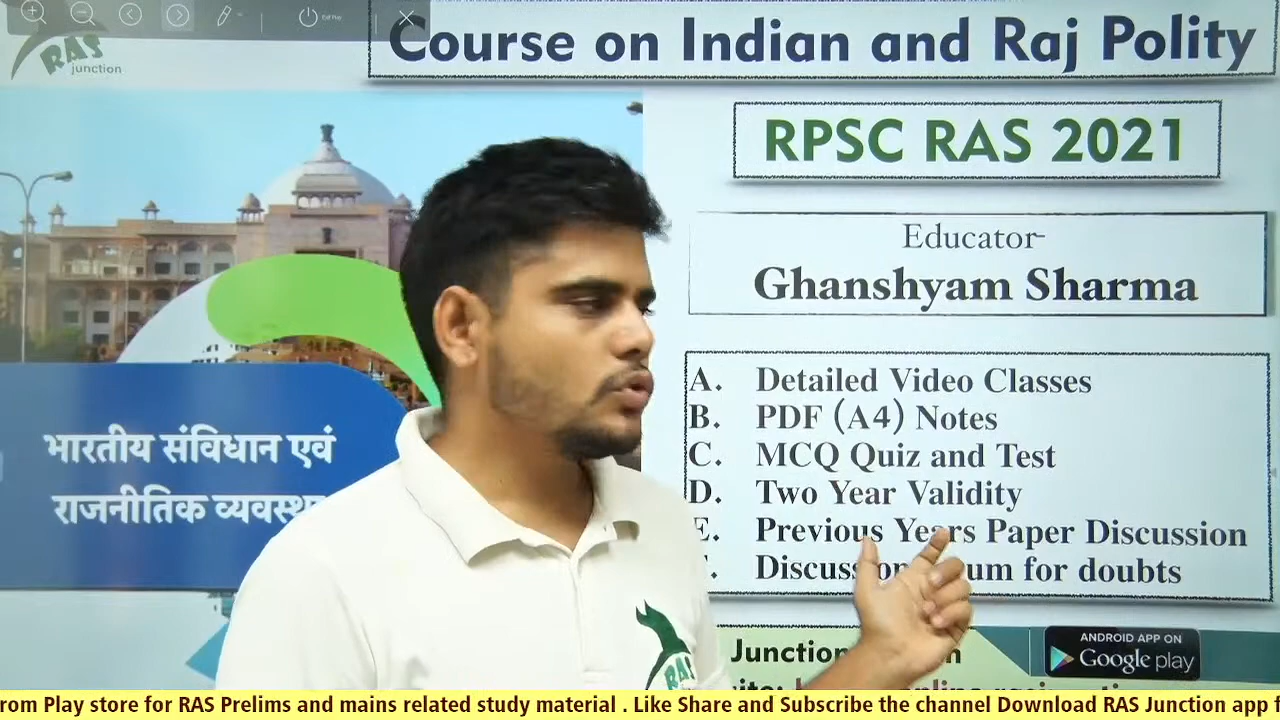 RAS
junction
Course on Indian and Raj Polity
RPSC RAS 2021
Educator-
Ghanshyam Sharma
A. Detailed Video Classes
B. PDF (A4) Notes
C. MCQ Quiz and Test
D. Two Year Validity
E. Previous Years Paper Discussion
for doubts
भारतीय संविधान एवं
राजनीतिक
RAS
Junction
ANDROID APP ON
Google play
rom Play store for RAS Prelims and mains related study material . Like Share and Subscribe the channel Download RAS Junction app f